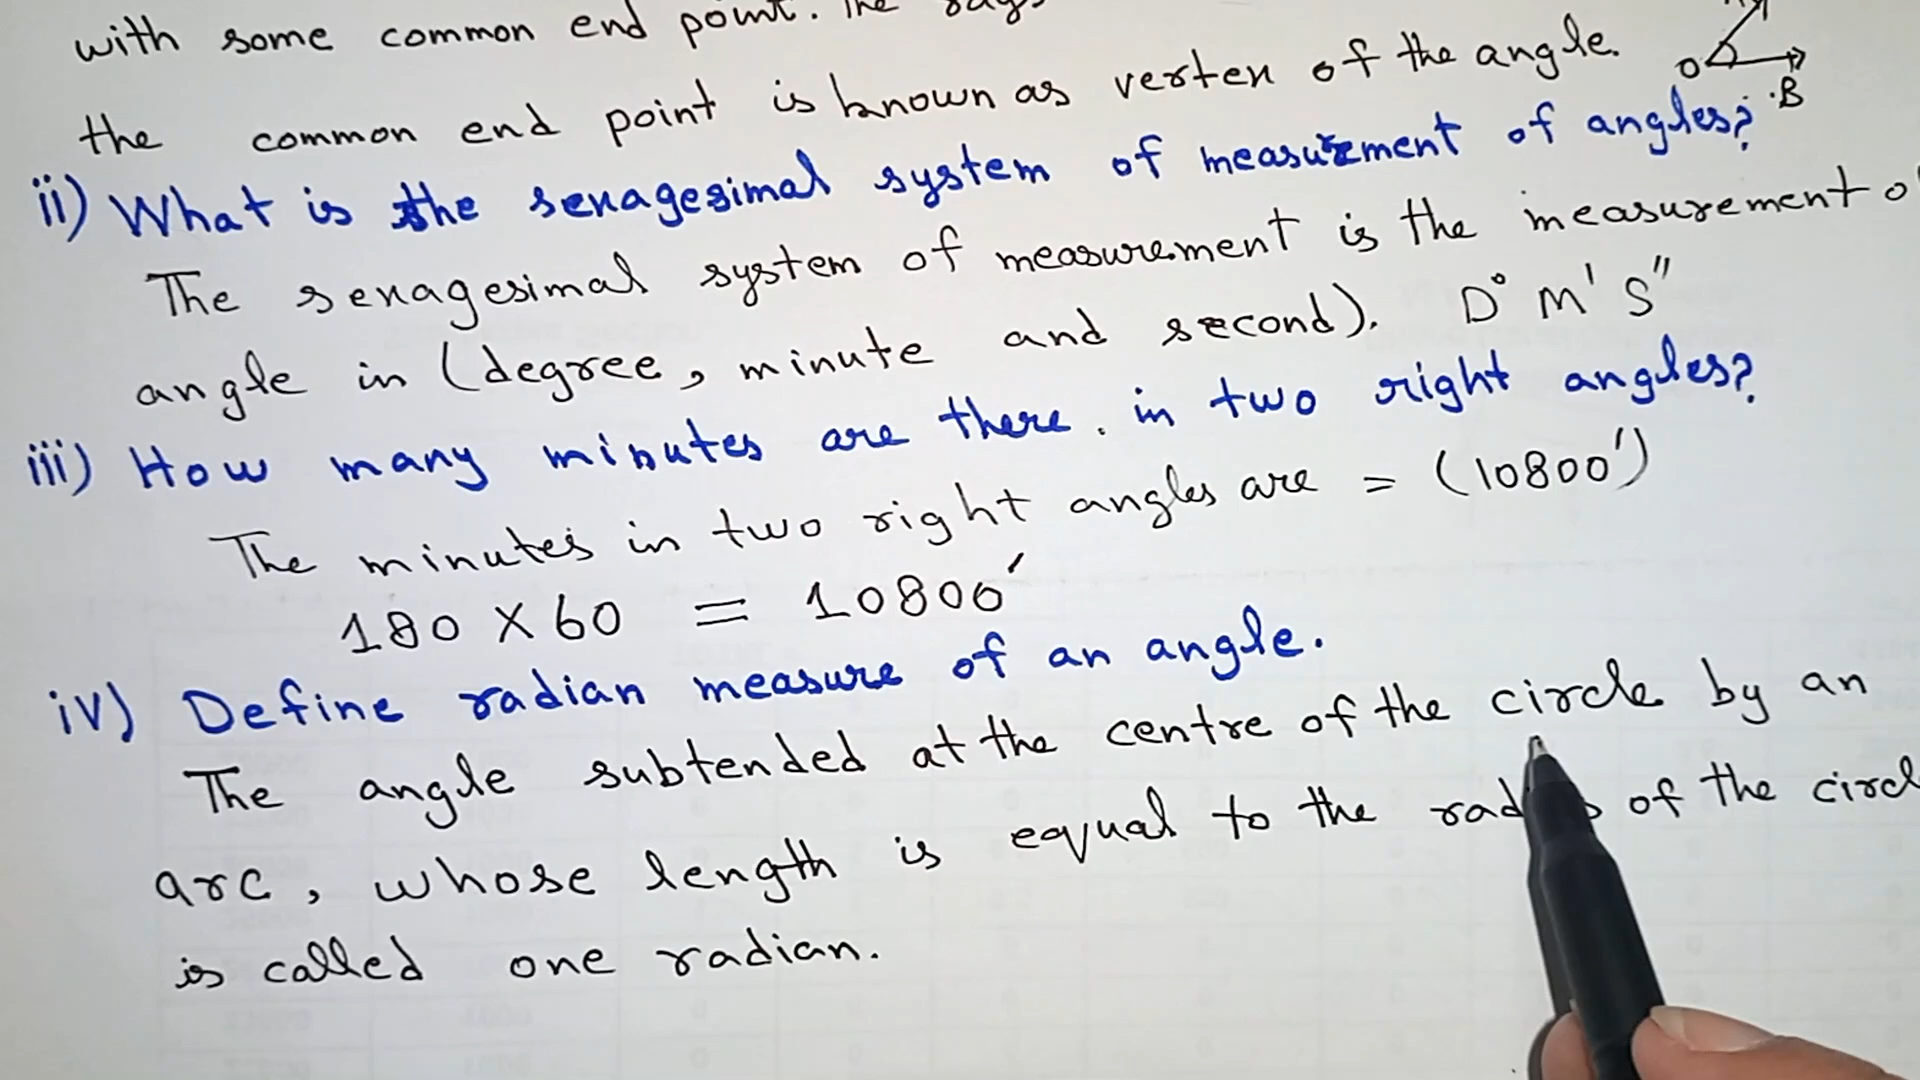 with some common end point. The rays
the common end point is known as vertex of the angle.
O
B
ii) What is the sexagesimal system of measurement of angles?
The sexagesimal system of measurement is the measurement o
angle in (degree, minute and second). D° M' S"
iii) How many minutes are there. in two right angles?
The minutes in two right angles are = (10800')
180 X 60 = 10800'
iv) Define radian measure of an angle.
The angle subtended at the centre of the circle by an
arc, whose length is equal to the of the circl
is called one radian.